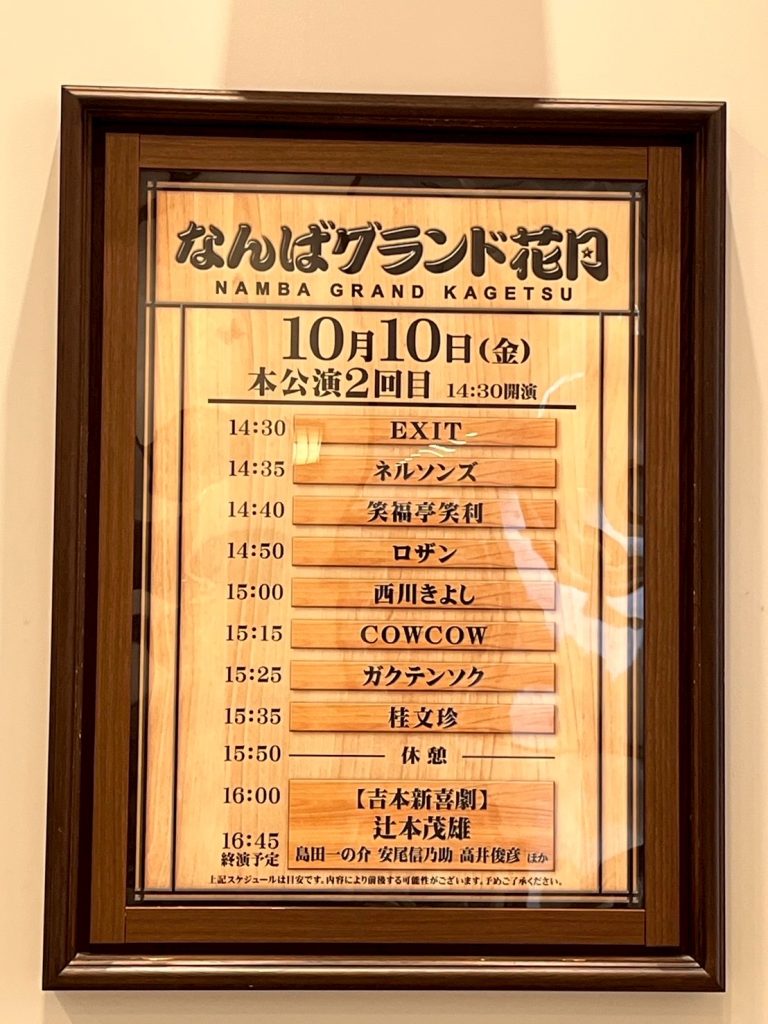 なんばグランド花月
NAMBA GRAND KAGETSU
10月10日(金)
本公演2回目 14:30開演
14:30 EXIT
14:35 ネルソンズ
14:40 笑福亭笑利
14:50 ロザン
15:00 西川きよし
15:15 COWCOW
15:25 ガクテンソク
15:35 桂文珍
15:50 休憩
16:00 【吉本新喜劇】
辻本茂雄
16:45
終演予定 島田一の介 安尾信乃助 高井俊彦 ほか
上記スケジュールは目安です。内容により前後する可能性がございます。予めご了承ください。